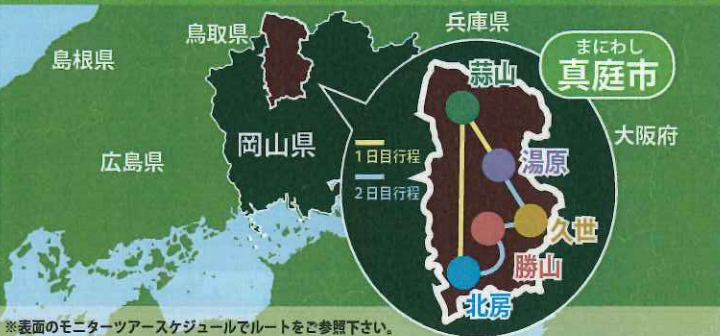 兵庫県
鳥取県
島根県
まにわし
真庭市
蒜山
大阪府
岡山県
1日目行程
湯原
広島県
2日目行程
久世
勝山
北房
※表面のモニターツアースケジュールでルートをご参照下さい。